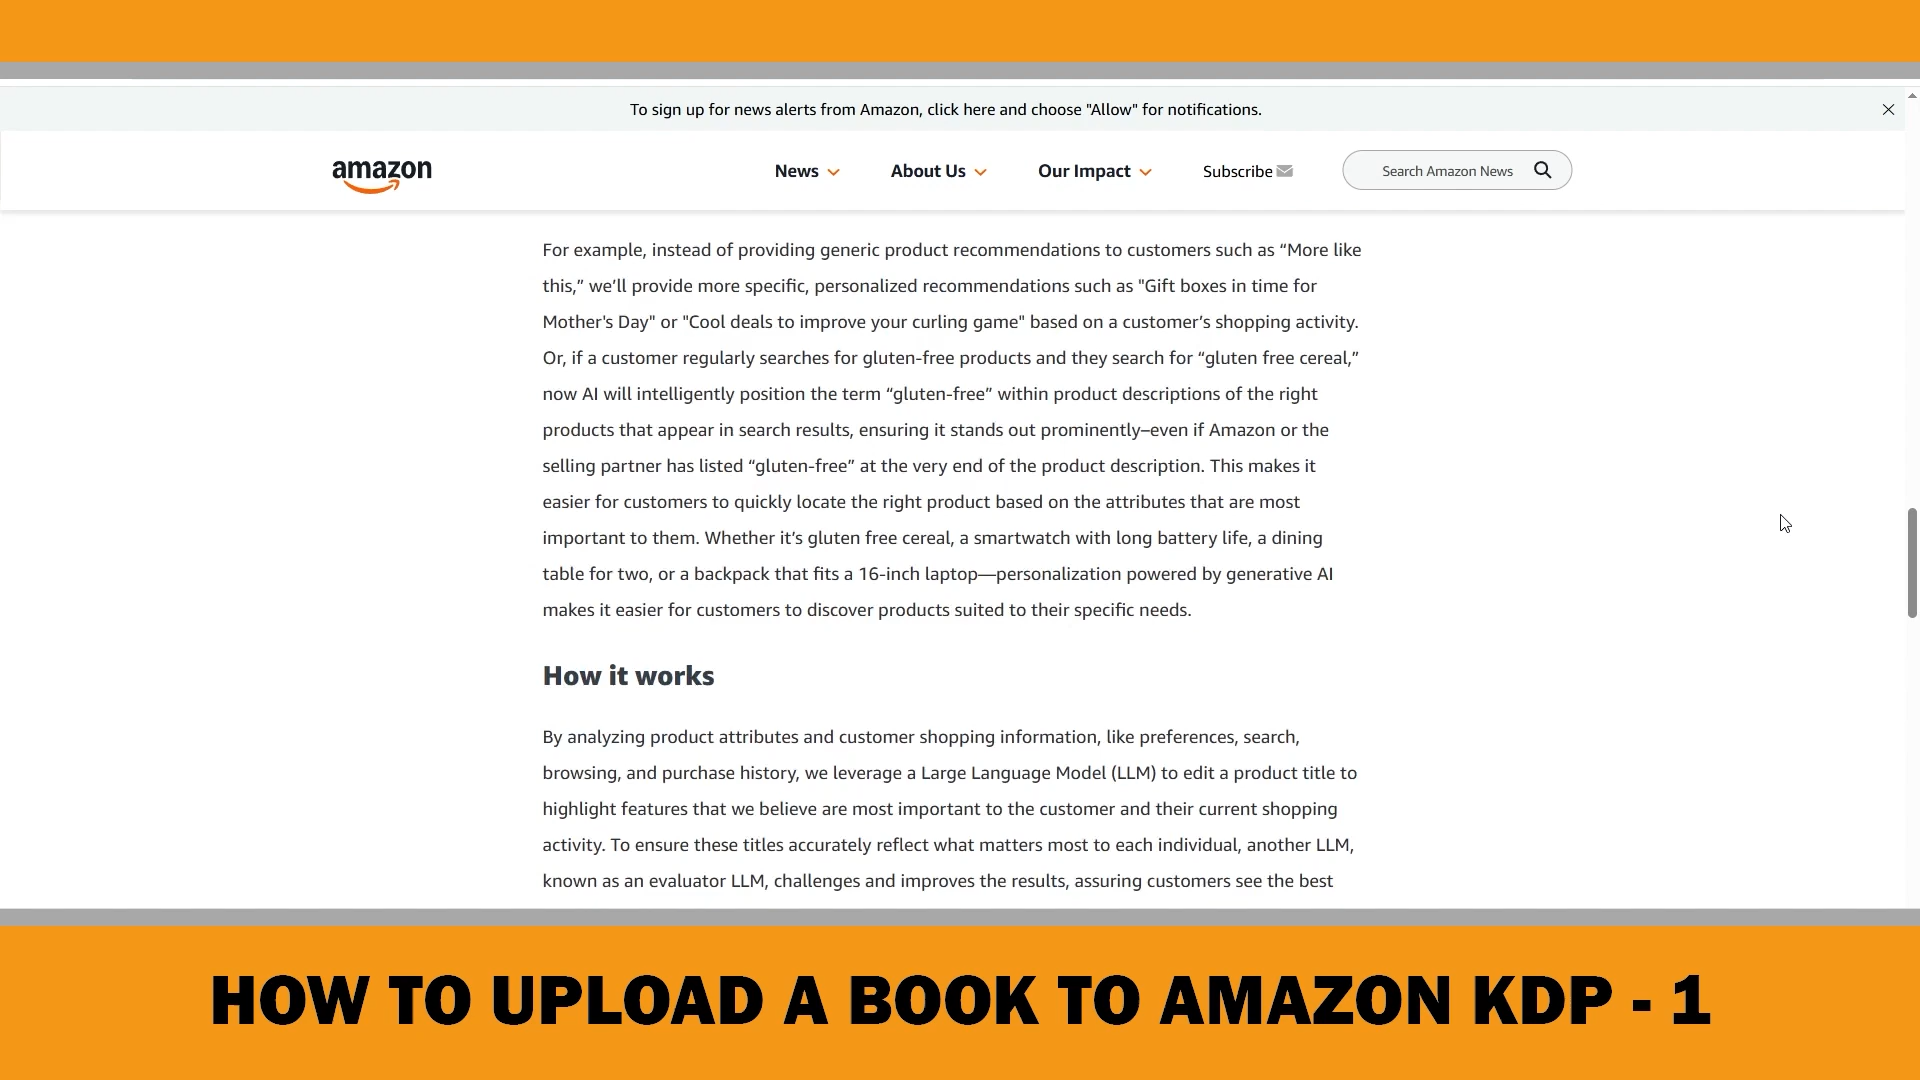 To sign up for news alerts from Amazon, click here and choose "Allow" for notifications.
amazon
News
About Us
Our Impact
Subscribe
Search Amazon News
For example, instead of providing generic product recommendations to customers such as “More like
this,” we’ll provide more specific, personalized recommendations such as "Gift boxes in time for
Mother's Day" or "Cool deals to improve your curling game" based on a customer’s shopping activity.
Or, if a customer regularly searches for gluten-free products and they search for “gluten free cereal,”
now AI will intelligently position the term “gluten-free” within product descriptions of the right
products that appear in search results, ensuring it stands out prominently–even if Amazon or the
selling partner has listed “gluten-free” at the very end of the product description. This makes it
easier for customers to quickly locate the right product based on the attributes that are most
important to them. Whether it’s gluten free cereal, a smartwatch with long battery life, a dining
table for two, or a backpack that fits a 16-inch laptop—personalization powered by generative AI
makes it easier for customers to discover products suited to their specific needs.
How it works
By analyzing product attributes and customer shopping information, like preferences, search,
browsing, and purchase history, we leverage a Large Language Model (LLM) to edit a product title to
highlight features that we believe are most important to the customer and their current shopping
activity. To ensure these titles accurately reflect what matters most to each individual, another LLM,
known as an evaluator LLM, challenges and improves the results, assuring customers see the best
HOW TO UPLOAD A BOOK TO AMAZON KDP - 1